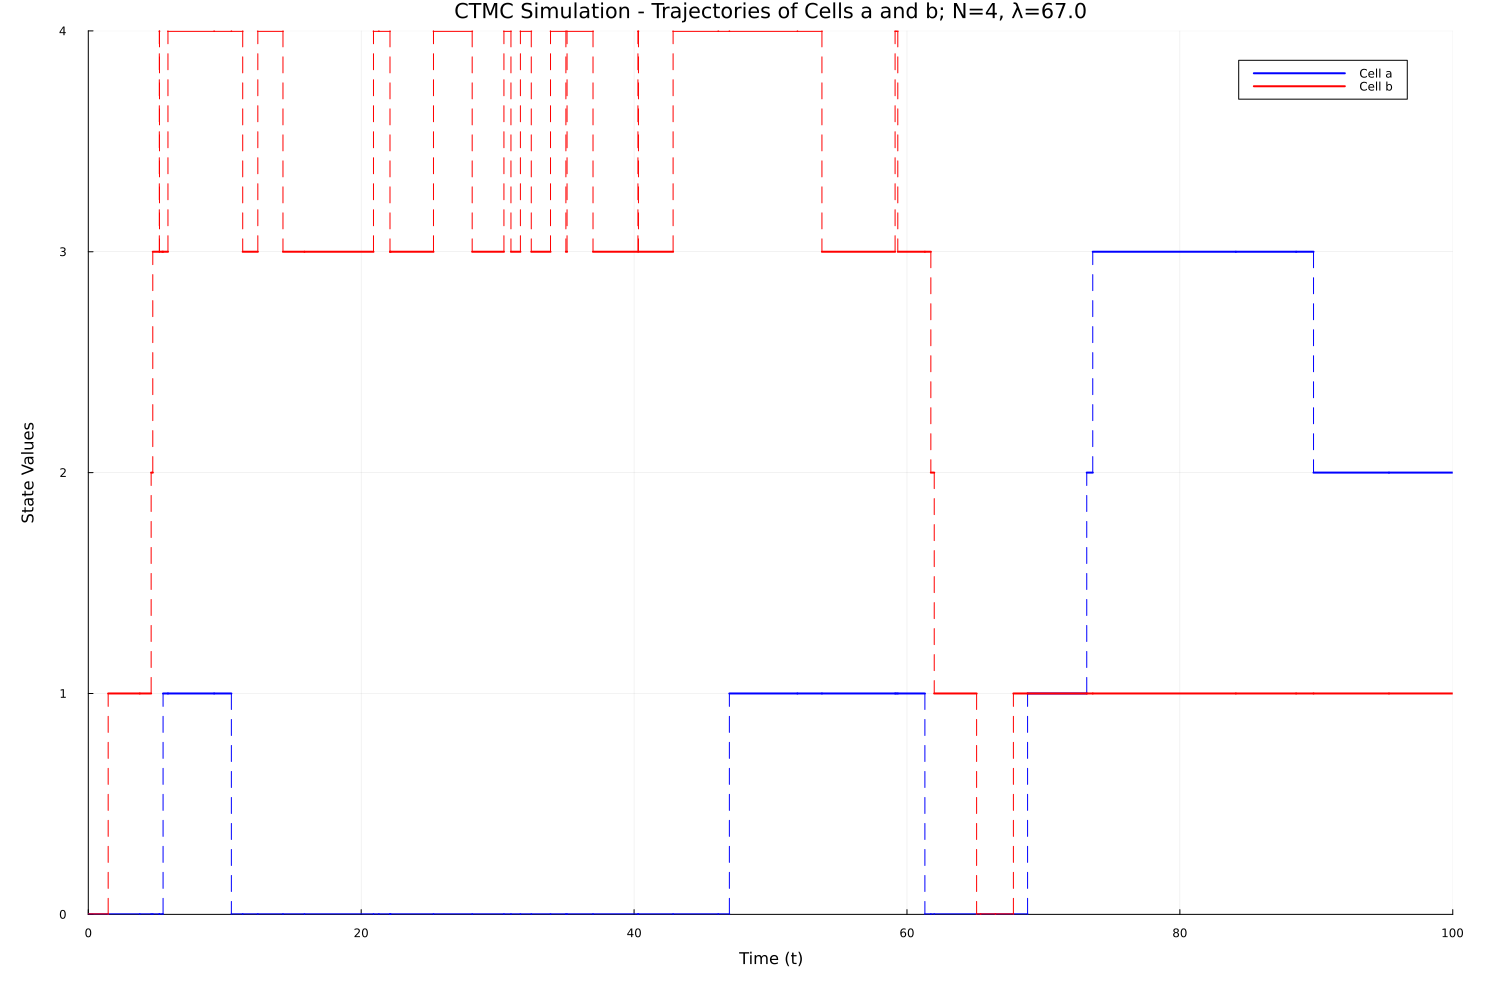 CTMC Simulation - Trajectories of Cells a and b; N=4, λ=67.0
Cell a
Cell b
State Values
4
3
2
1
0
0 20 40 60 80 100
Time (t)